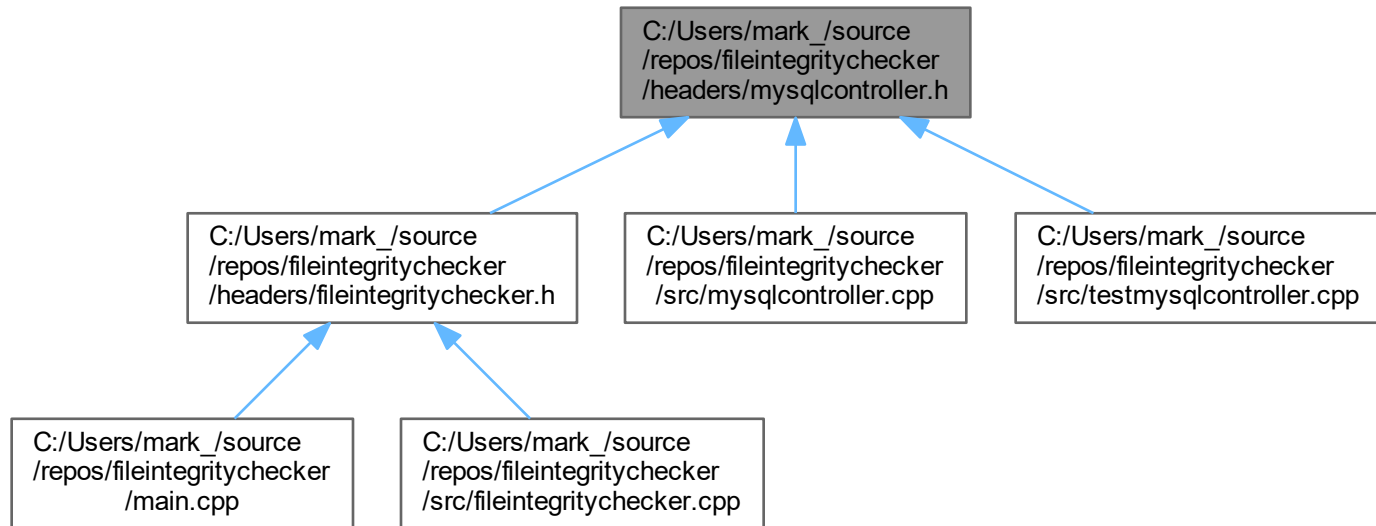 C:/Users/mark_/source
/repos/fileintegritychecker
/headers/mysqlcontroller.h
C:/Users/mark_/source
/repos/fileintegritychecker
/headers/fileintegritychecker.h
C:/Users/mark_/source
/repos/fileintegritychecker
/src/mysqlcontroller.cpp
C:/Users/mark_/source
/repos/fileintegritychecker
/src/testmysqlcontroller.cpp
C:/Users/mark_/source
/repos/fileintegritychecker
/main.cpp
C:/Users/mark_/source
/repos/fileintegritychecker
/src/fileintegritychecker.cpp